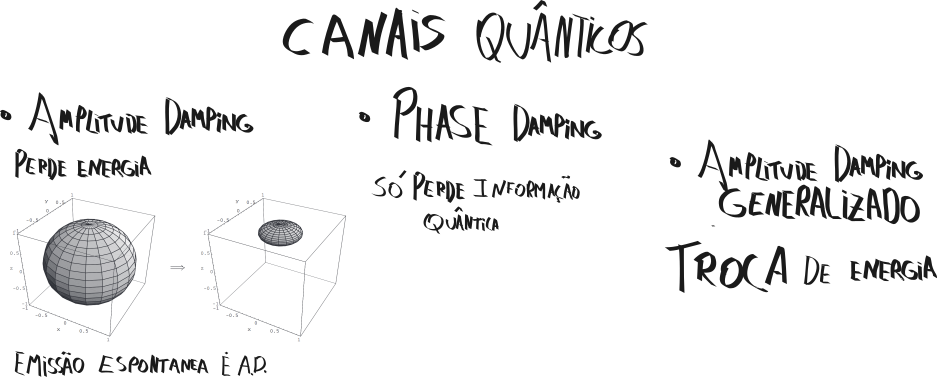 CANAIS QUÂNTICOS
• AMPLITUDE DAMPING
PERDE ENERGIA
EMISSÃO ESPONTANEA É A.D.
• PHASE DAMPING
SÓ PERDE INFORMAÇÃO
QUÂNTICA
• AMPLITUDE DAMPING
GENERALIZADO
TROCA DE ENERGIA